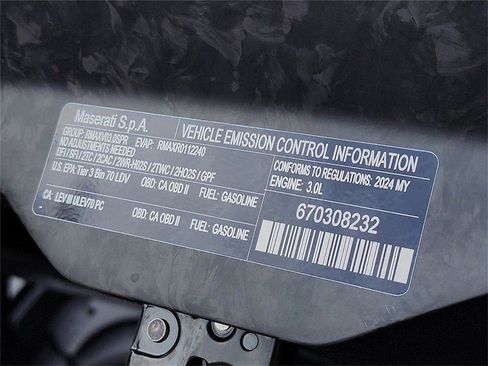 Maserati S.p.A.
VEHICLE EMISSION CONTROL INFORMATION
GROUP: RMAXV03.0SPR EVAP: RMAXR0112240
NO ADJUSTMENTS NEEDED
DFI / SFI / 2TC / 2CAC / 2WR-HO2S / 2TWC / 2HO2S / GPF
U.S. EPA: Tier 3 Bin 70 LDV OBD: CA OBD II FUEL: GASOLINE
CA: LEV III ULEV70 PC OBD: CA OBD II FUEL: GASOLINE
CONFORMS TO REGULATIONS: 2024 MY
ENGINE: 3.0L
670308232